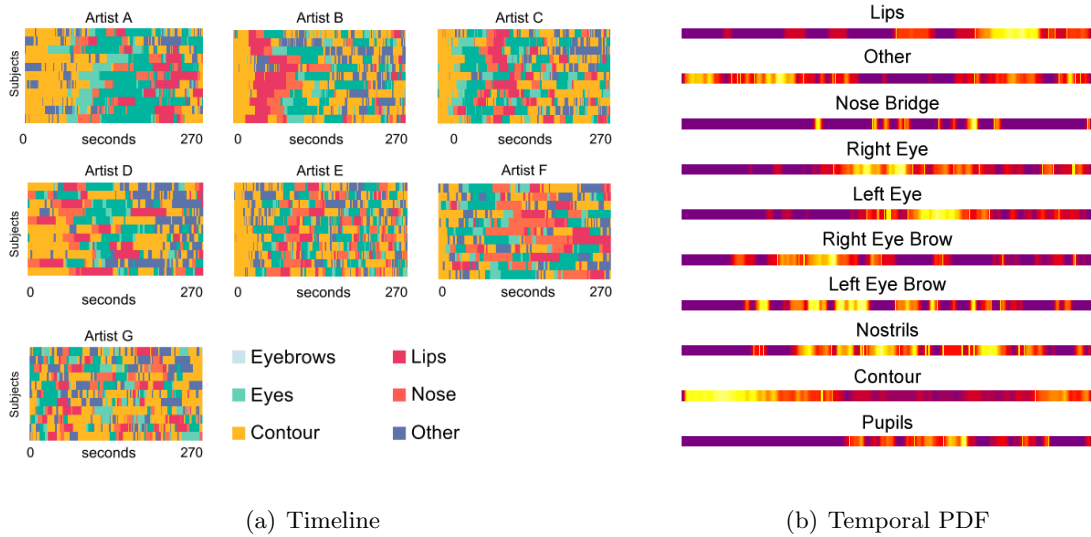 Artist A
Artist B
Artist C
Subjects
0 seconds 270
0 seconds 270
0 seconds 270
Artist D
Artist E
Artist F
Subjects
0 seconds 270
0 seconds 270
0 seconds 270
Artist G
Subjects
0 seconds 270
Eyebrows
Lips
Eyes
Nose
Contour
Other
(a) Timeline
Lips
Other
Nose Bridge
Right Eye
Left Eye
Right Eye Brow
Left Eye Brow
Nostrils
Contour
Pupils
(b) Temporal PDF